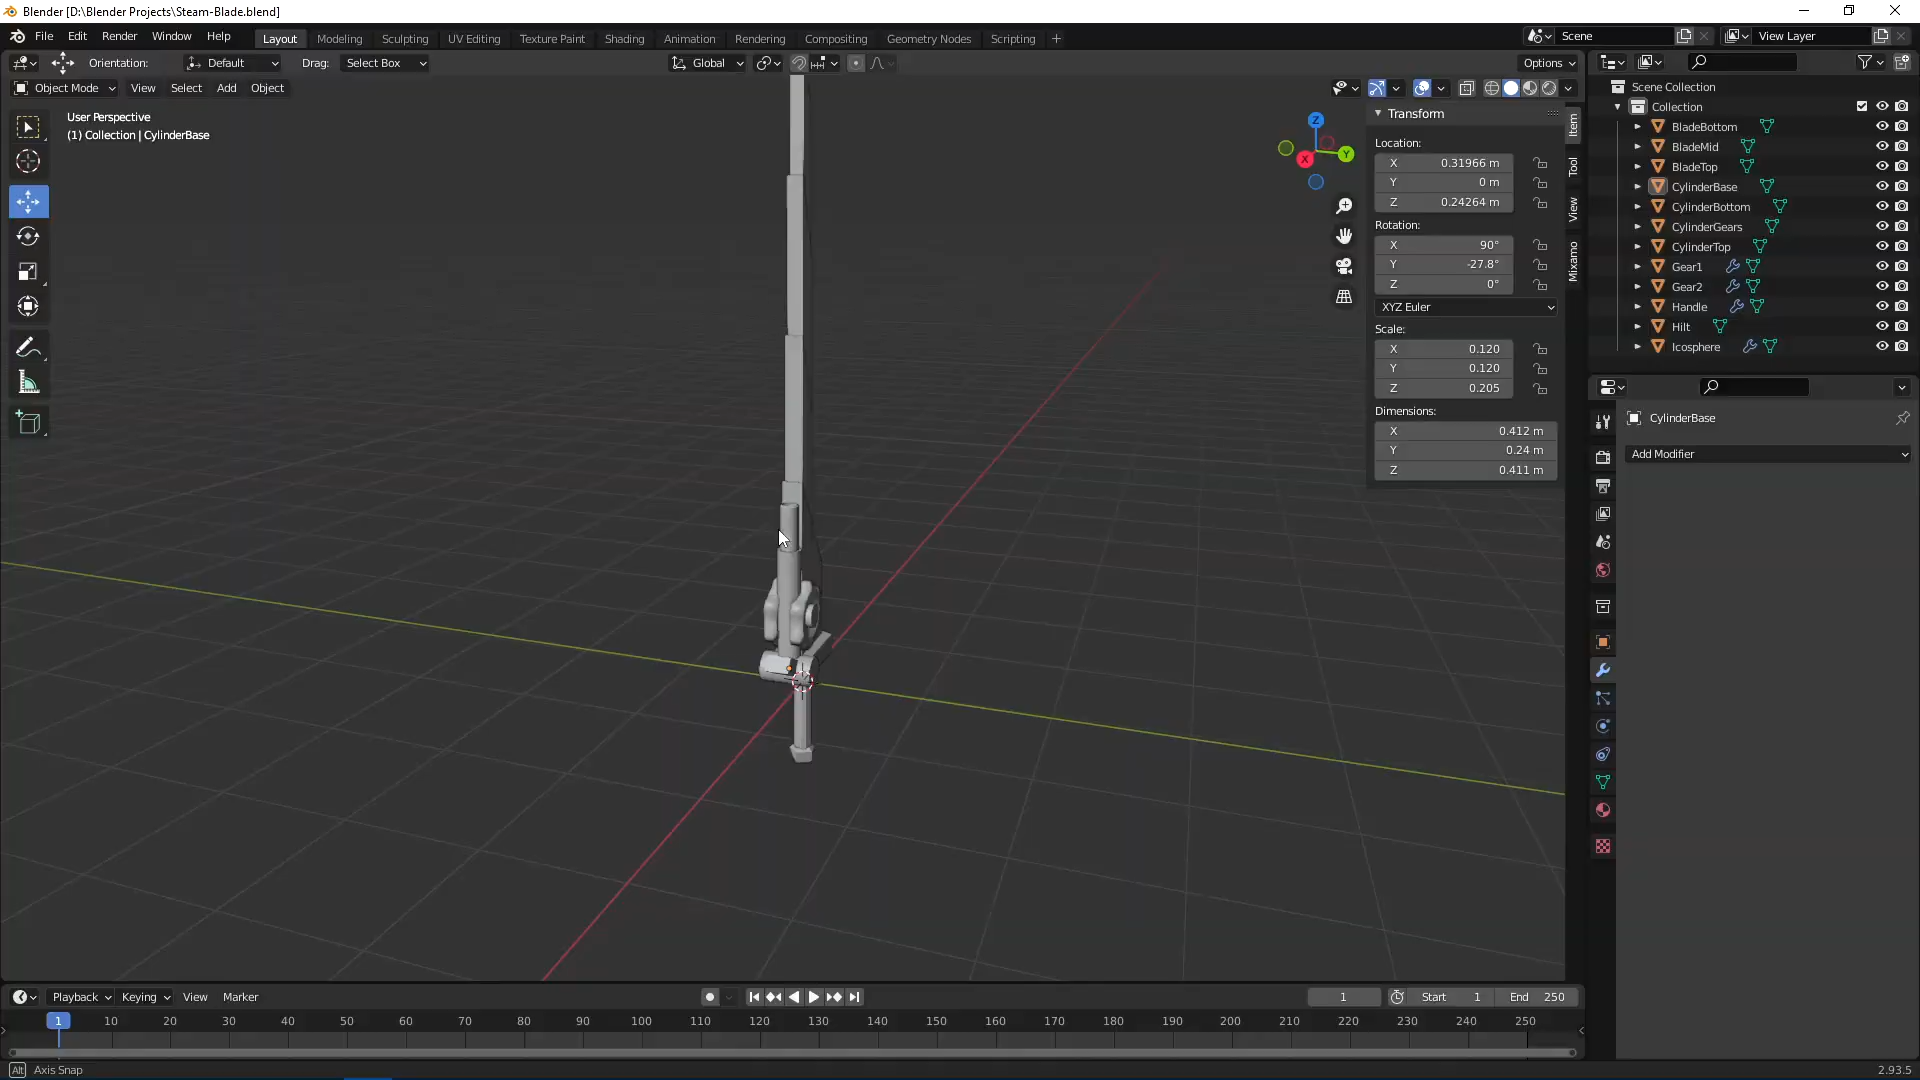 Blender [D:\Blender Projects\Steam-Blade.blend]
File Edit Render Window Help Layout Modeling Sculpting UV Editing Texture Paint Shading Animation Rendering Compositing Geometry Nodes Scripting + Scene View Layer
Orientation: Default Drag: Select Box Global Options
Object Mode View Select Add Object
User Perspective
(1) Collection | CylinderBase
Z
Y
X
Transform
Location:
X 0.31966 m
Y 0 m
Z 0.24264 m
Rotation:
X 90°
Y -27.8°
Z 0°
XYZ Euler
Scale:
X 0.120
Y 0.120
Z 0.205
Dimensions:
X 0.412 m
Y 0.24 m
Z 0.411 m
Item
Tool
View
Mixamo
Scene Collection
Collection
BladeBottom
BladeMid
BladeTop
CylinderBase
CylinderBottom
CylinderGears
CylinderTop
Gear1
Gear2
Handle
Hilt
Icosphere
CylinderBase
Add Modifier
Playback Keying View Marker 1 Start 1 End 250
1 10 20 30 40 50 60 70 80 90 100 110 120 130 140 150 160 170 180 190 200 210 220 230 240 250
Alt Axis Snap 2.93.5